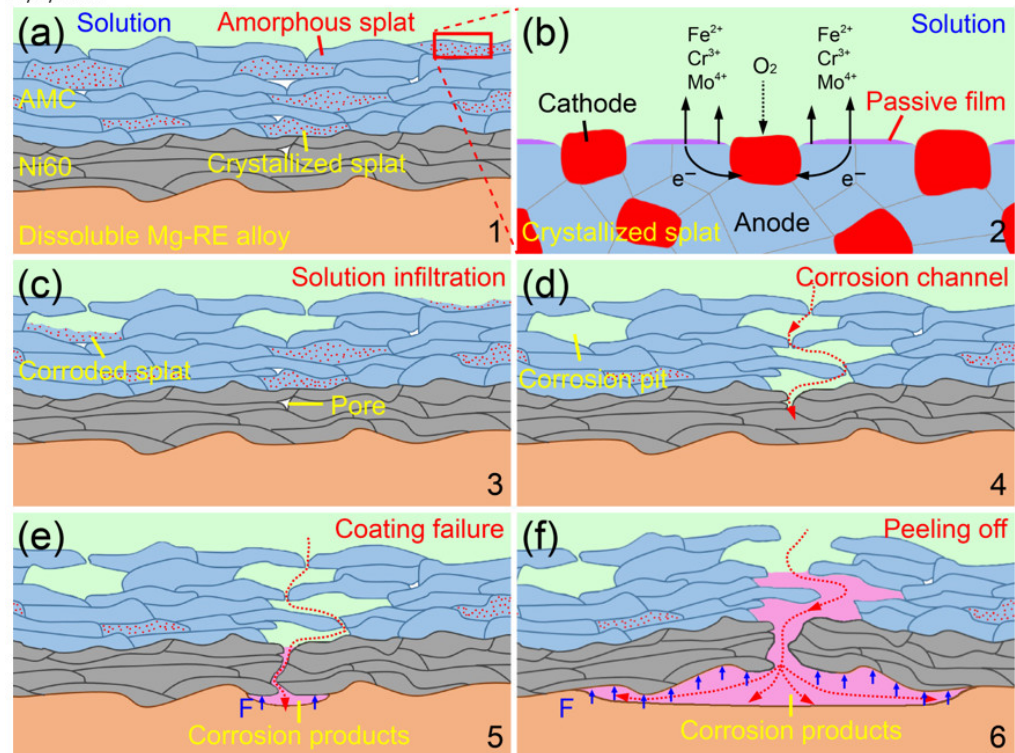 (a)
Solution
Amorphous splat
AMC
Crystallized splat
Ni60
Dissoluble Mg-RE alloy
1
(b)
Solution
Fe²⁺
Cr³⁺
Mo⁴⁺
O₂
Fe²⁺
Cr³⁺
Mo⁴⁺
Cathode
Passive film
e⁻
e⁻
Anode
Crystallized splat
2
(c)
Solution infiltration
Corroded splat
Pore
3
(d)
Corrosion channel
Corrosion pit
4
(e)
Coating failure
F
Corrosion products
5
(f)
Peeling off
F
Corrosion products
6